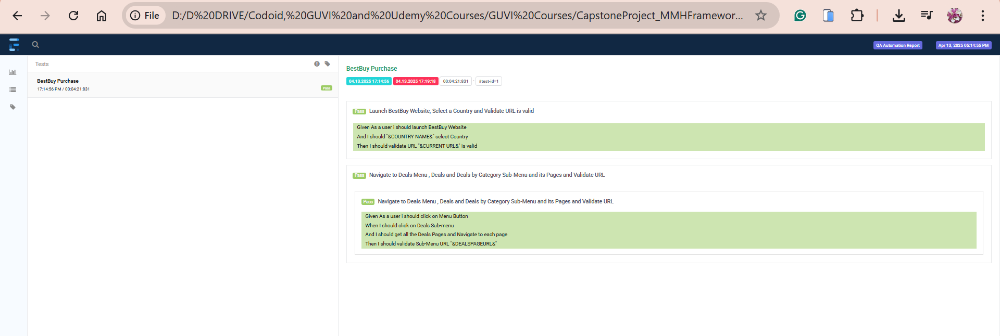 File D:/D%20DRIVE/Codoid,%20GUVI%20and%20Udemy%20Courses/GUVI%20Courses/CapstoneProject_MMHFramewor...
QA Automation Report Apr 13, 2025 05:14:55 PM
Tests
BestBuy Purchase
17:14:56 PM / 00:04:21:831 Pass
BestBuy Purchase
04.13.2025 17:14:56 04.13.2025 17:19:18 00:04:21:831 · #test-id=1
Pass Launch BestBuy Website, Select a Country and Validate URL is valid
Given As a user i should launch BestBuy Website
And I should "&COUNTRY NAME&" select Country
Then I should validate URL "&CURRENT URL&" is valid
Pass Navigate to Deals Menu , Deals and Deals by Category Sub-Menu and its Pages and Validate URL
Pass Navigate to Deals Menu , Deals and Deals by Category Sub-Menu and its Pages and Validate URL
Given As a user i should click on Menu Button
When I should click on Deals Sub-menu
And I should get all the Deals Pages and Navigate to each page
Then I should validate Sub-Menu URL "&DEALSPAGEURL&"